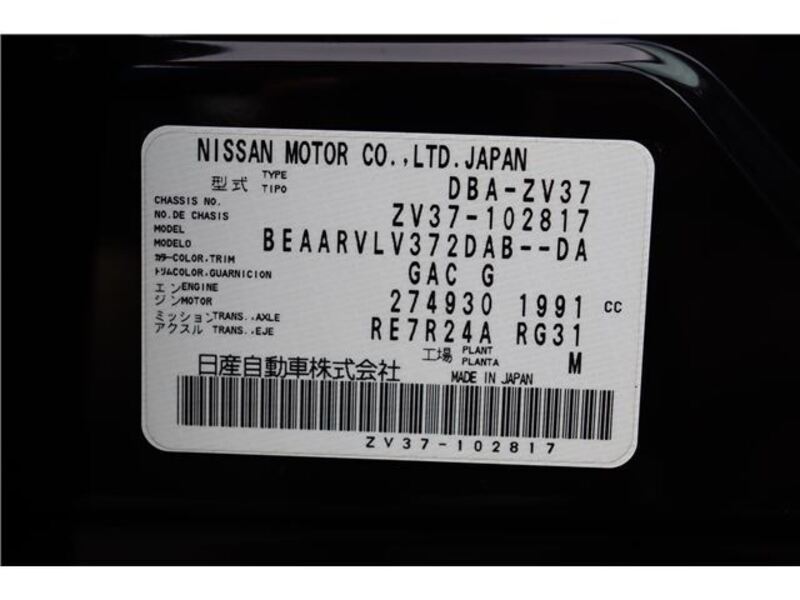 NISSAN MOTOR CO.,LTD.JAPAN
型式 TYPE TIPO DBA-ZV37
CHASSIS NO.
NO.DE CHASIS ZV37-102817
MODEL
MODELO BEAARVLV372DAB--DA
カラーCOLOR,TRIM
トリムCOLOR,GUARNICION GAC G
エンENGINE
ジンMOTOR 274930 1991 CC
ミッションTRANS.,AXLE
アクスル TRANS.,EJE RE7R24A RG31
工場 PLANT PLANTA M
日産自動車株式会社 MADE IN JAPAN
ZV37-102817